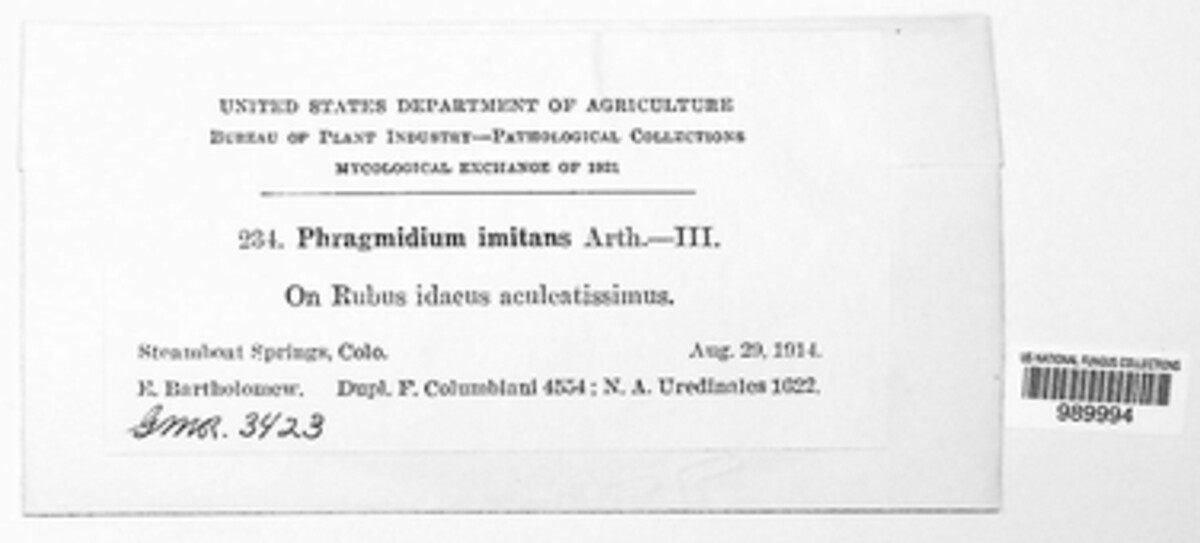 UNITED STATES DEPARTMENT OF AGRICULTURE
BUREAU OF PLANT INDUSTRY—PATHOLOGICAL COLLECTIONS
MYCOLOGICAL EXCHANGE OF 1921
234. Phragmidium imitans Arth.—III.
On Rubus idaeus aculeatissimus.
Steamboat Springs, Colo. Aug. 29, 1914.
E. Bartholomew. Dupl. F. Columbiani 4554; N. A. Uredinales 1622.
3423
US NATIONAL FUNGUS COLLECTIONS
989994